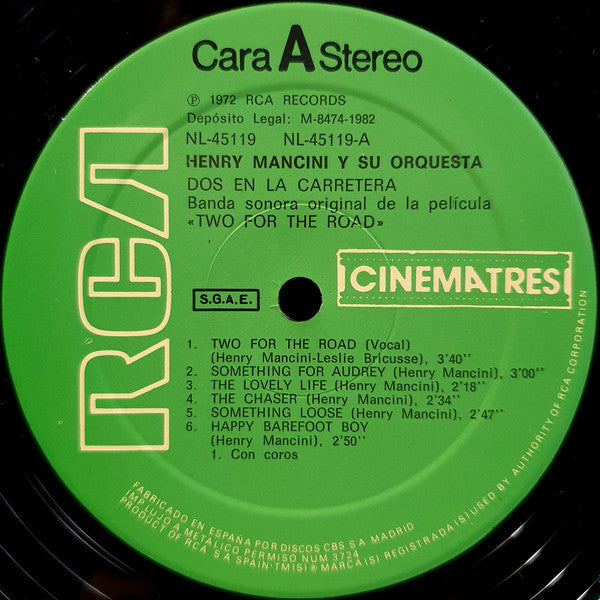 Cara A Stereo
℗ 1972 RCA RECORDS
Depósito Legal: M-8474-1982
NL-45119 NL-45119-A
HENRY MANCINI Y SU ORQUESTA
DOS EN LA CARRETERA
Banda sonora original de la película
«TWO FOR THE ROAD»
RCA
S.G.A.E.
CINEMATRES
1. TWO FOR THE ROAD (Vocal)
(Henry Mancini-Leslie Bricusse), 3'40''
2. SOMETHING FOR AUDREY (Henry Mancini), 3'00''
3. THE LOVELY LIFE (Henry Mancini), 2'18''
4. THE CHASER (Henry Mancini), 2'34''
5. SOMETHING LOOSE (Henry Mancini), 2'47''
6. HAPPY BAREFOOT BOY
(Henry Mancini), 2'50''
1. Con coros
FABRICADO EN ESPAÑA POR DISCOS CBS S A MADRID
IMP LUJO A METALICO PERMISO NUM 3724
PRODUCT OF RCA S.A SPAIN·TM(S)® MARCA(S) REGISTRADA(S) USED BY AUTHORITY OF RCA CORPORATION